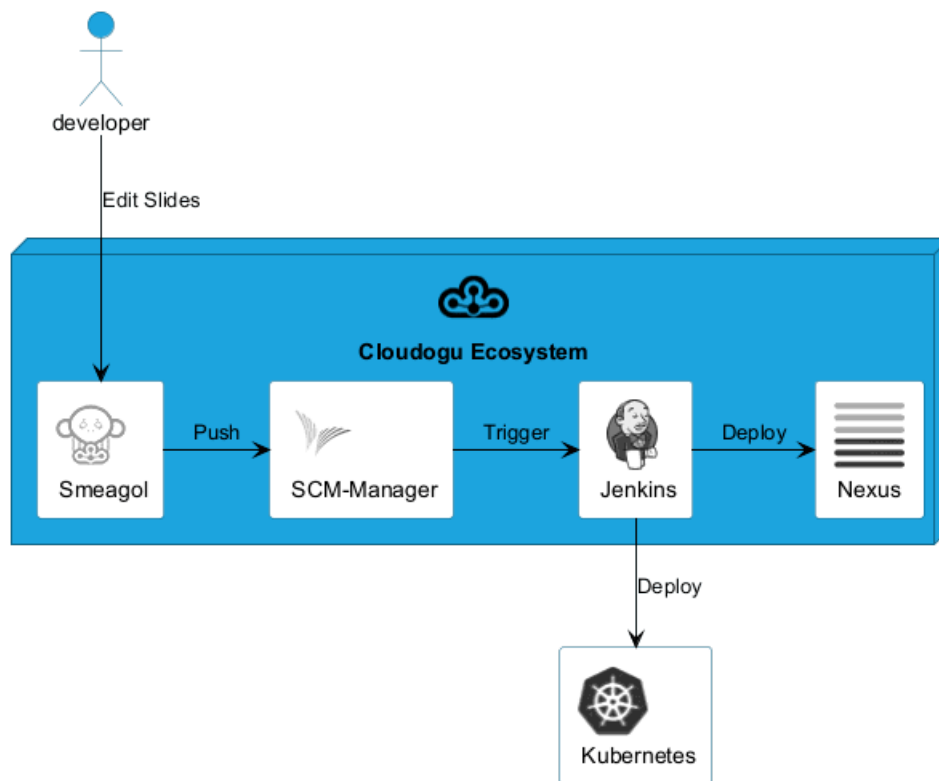 developer
Edit Slides
Cloudogu Ecosystem
Push
Trigger
Deploy
Smeagol
SCM-Manager
Jenkins
Nexus
Deploy
Kubernetes